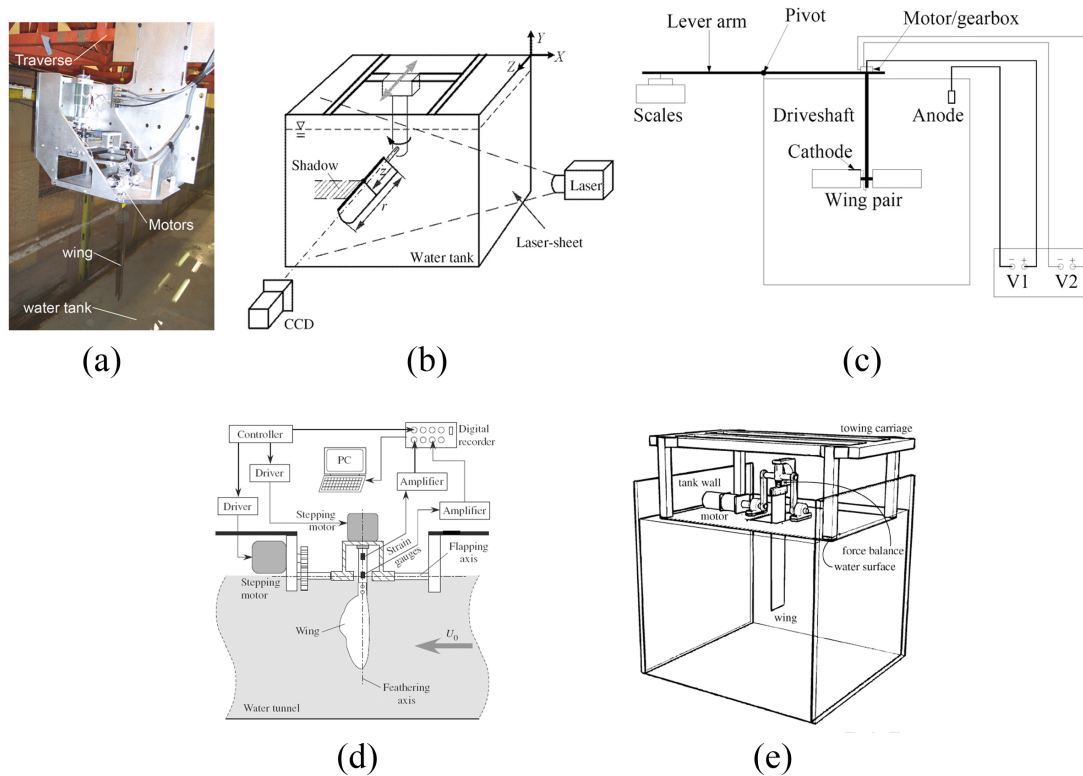 Traverse
Motors
wing
water tank
(a)
Y
X
Z
Shadow
z
r
Laser
Laser-sheet
Water tank
CCD
(b)
Lever arm
Pivot
Motor/gearbox
Scales
Driveshaft
Anode
Cathode
Wing pair
− +
− +
V1
V2
(c)
Controller
Digital
recorder
Driver
PC
Amplifier
Driver
Amplifier
Stepping
motor
Strain
gauges
Flapping
axis
Stepping
motor
Wing
U0
Feathering
axis
Water tunnel
(d)
towing carriage
tank wall
motor
force balance
water surface
wing
(e)